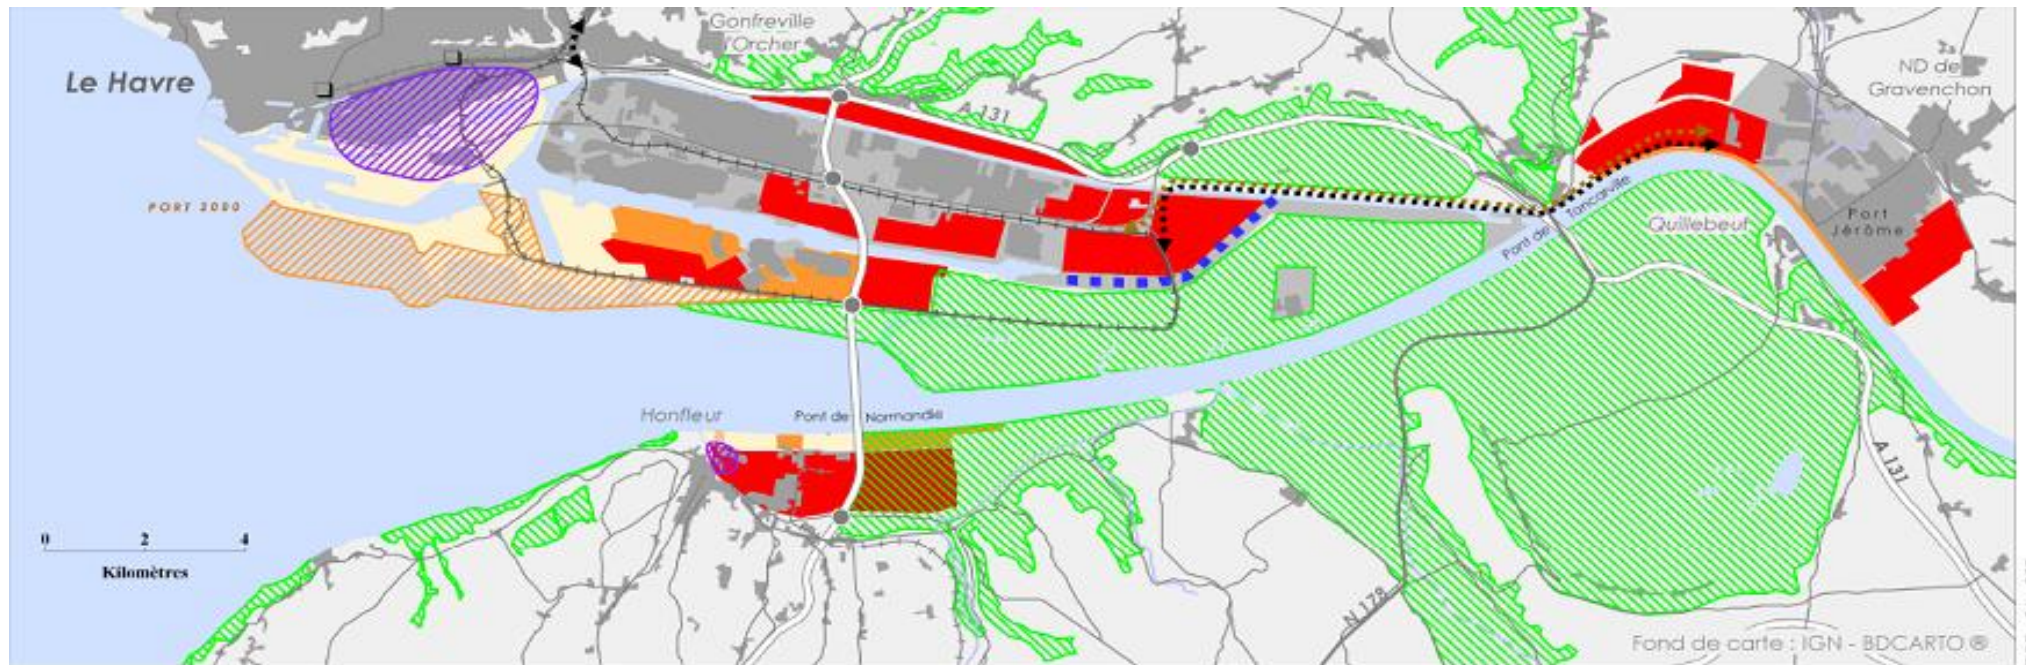 Gonfreville
l'Orcher
Le Havre
A 131
ND de
Gravenchon
PORT 2000
Pont de Tancarville
Quillebeuf
Port
Jérôme
Honfleur
Pont de Normandie
A 131
0 2 4
Kilomètres
N 178
Fond de carte : IGN - BDCARTO ®